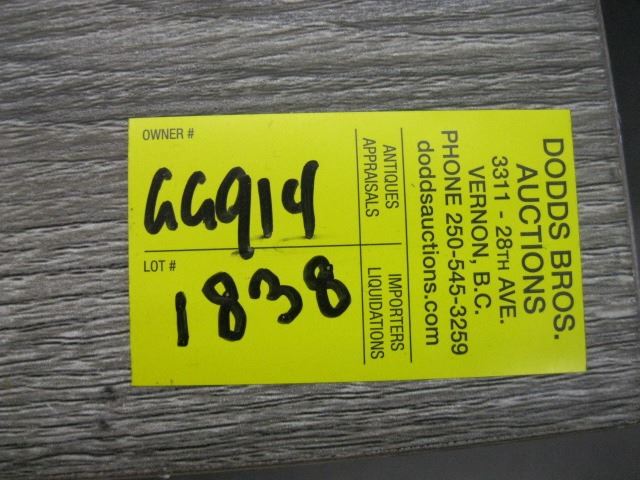 DODDS BROS.
AUCTIONS
3311 - 28TH AVE.
VERNON, B.C.
PHONE 250-545-3259
doddsauctions.com
ANTIQUES
APPRAISALS
IMPORTERS
LIQUIDATIONS
OWNER #
GG914
LOT #
1838